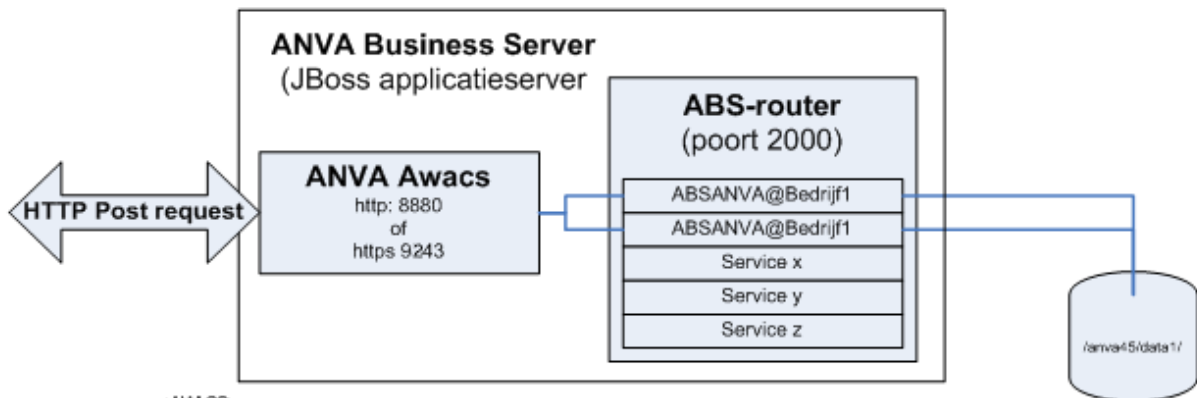 ANVA Business Server
(JBoss applicatieserver
ABS-router
(poort 2000)
HTTP Post request
ANVA Awacs
http: 8880
of
https 9243
ABSANVA@Bedrijf1
ABSANVA@Bedrijf1
Service x
Service y
Service z
/anva45/data1/